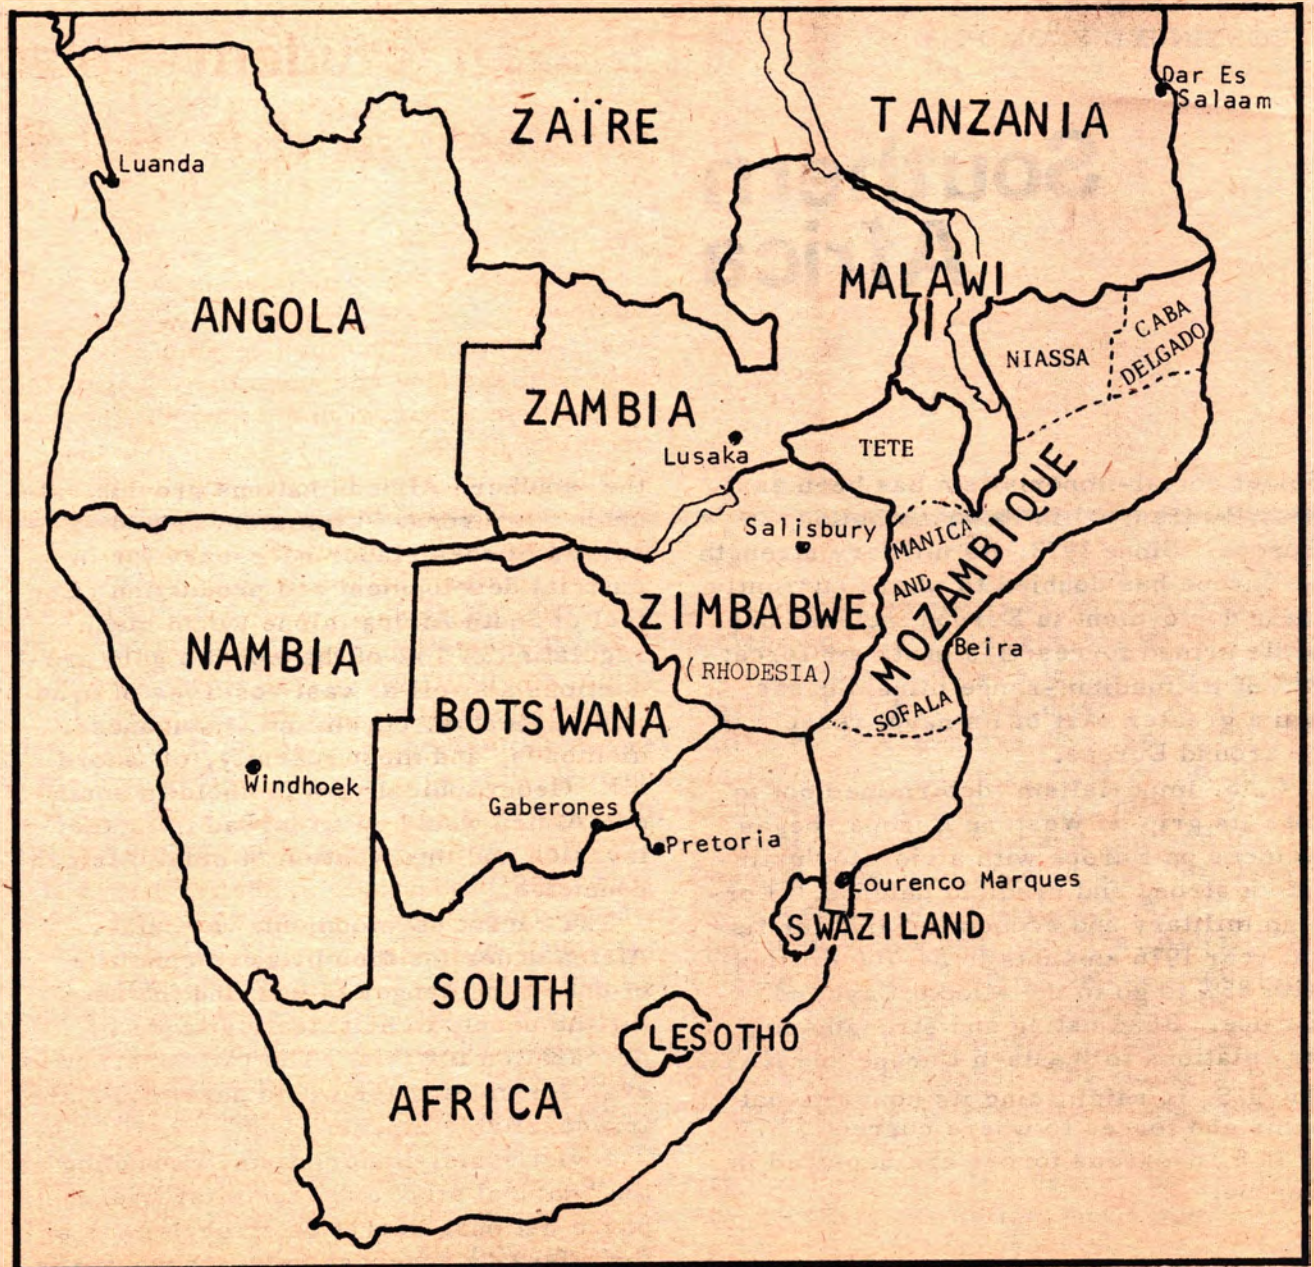 ZAÏRE
TANZANIA
Dar Es
Salaam
Luanda
ANGOLA
MALAWI
NIASSA
CABA
DELGADO
ZAMBIA
Lusaka
TETE
Salisbury
MANICA
AND
SOFALA
MOZAMBIQUE
ZIMBABWE
(RHODESIA)
Beira
NAMBIA
BOTSWANA
Windhoek
Gaberones
Pretoria
Lourenco Marques
SWAZILAND
SOUTH
AFRICA
LESOTHO